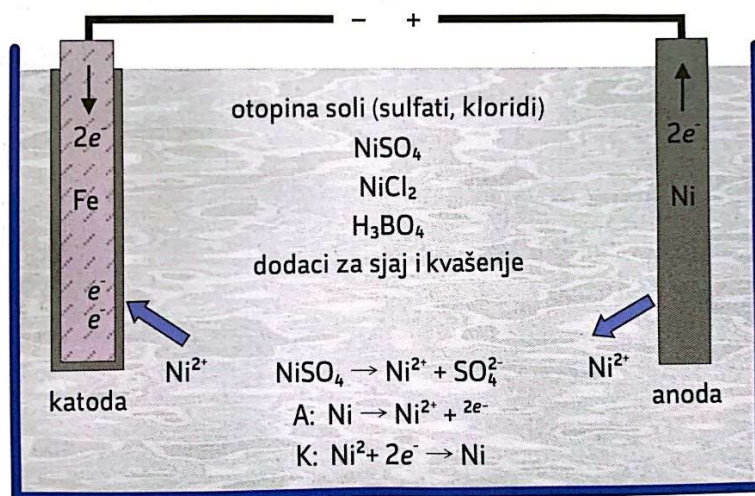 − +
2e⁻
Fe
e⁻
e⁻
Ni²⁺
katoda
otopina soli (sulfati, kloridi)
NiSO₄
NiCl₂
H₃BO₄
dodaci za sjaj i kvašenje
NiSO₄ → Ni²⁺ + SO₄²⁻
A: Ni → Ni²⁺ + ²ᵉ⁻
K: Ni²+ 2e⁻ → Ni
2e⁻
Ni
Ni²⁺
anoda